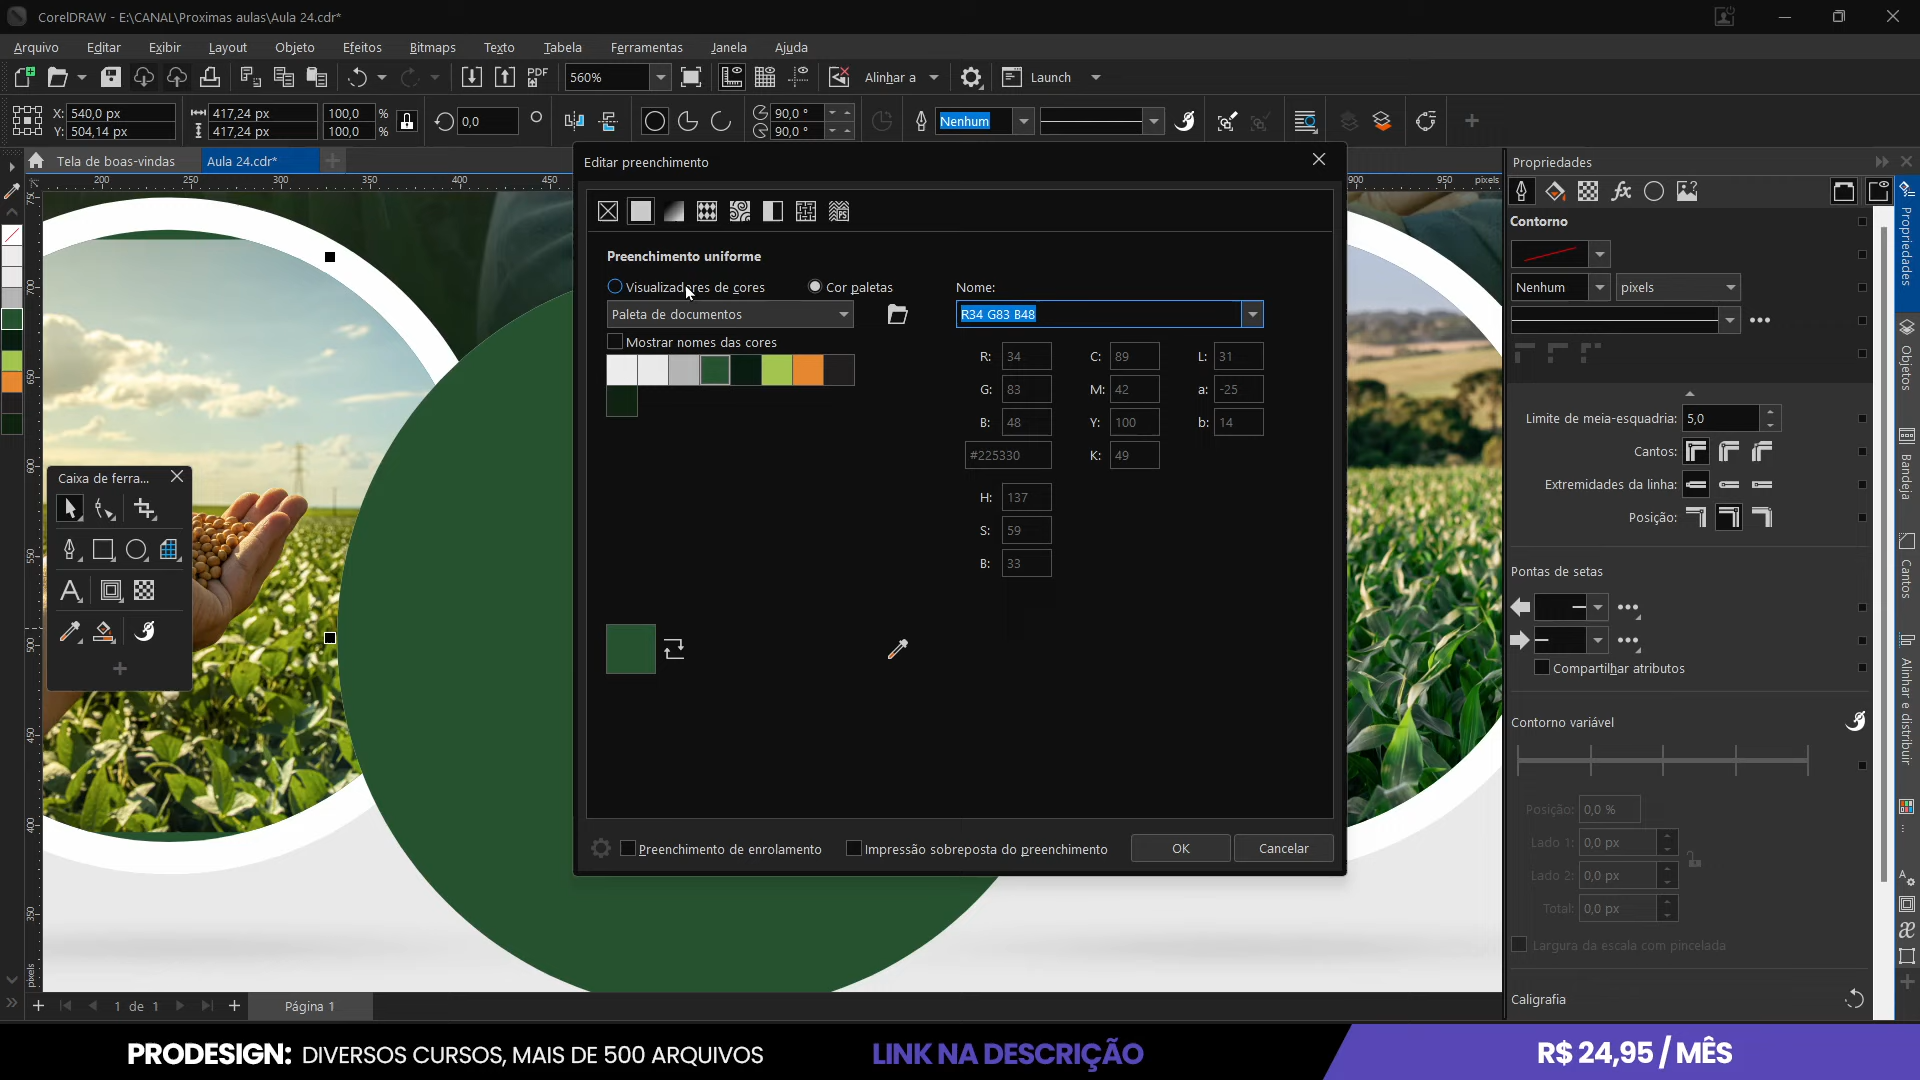 CorelDRAW - E:\CANAL\Proximas aulas\Aula 24.cdr*
Arquivo Editar Exibir Layout Objeto Efeitos Bitmaps Texto Tabela Ferramentas Janela Ajuda
PDF 560% Alinhar a Launch
X: 540,0 px 417,24 px 100,0 % 0,0 90,0 ° Nenhum
Y: 504,14 px 417,24 px 100,0 % 90,0 °
Tela de boas-vindas Aula 24.cdr*
200 250 300 350 400 450 900 950 pixels
Editar preenchimento
Preenchimento uniforme
Visualizadores de cores Cor paletas Nome:
Paleta de documentos R34 G83 B48
Mostrar nomes das cores
R: 34 C: 89 L: 31
G: 83 M: 42 a: -25
B: 48 Y: 100 b: 14
#225330 K: 49
H: 137
S: 59
B: 33
Preenchimento de enrolamento Impressão sobreposta do preenchimento OK Cancelar
Caixa de ferra...
Propriedades
Contorno
Nenhum pixels
Limite de meia-esquadria: 5,0
Cantos:
Extremidades da linha:
Posição:
Pontas de setas
Compartilhar atributos
Contorno variável
Posição: 0,0 %
Lado 1: 0,0 px
Lado 2: 0,0 px
Total: 0,0 px
Largura da escala com pincelada
Caligrafia
Propriedades
Objetos
Bandeja
Cantos
Alinhar e distribuir
1 de 1 Página 1
PRODESIGN: DIVERSOS CURSOS, MAIS DE 500 ARQUIVOS LINK NA DESCRIÇÃO R$ 24,95 / MÊS